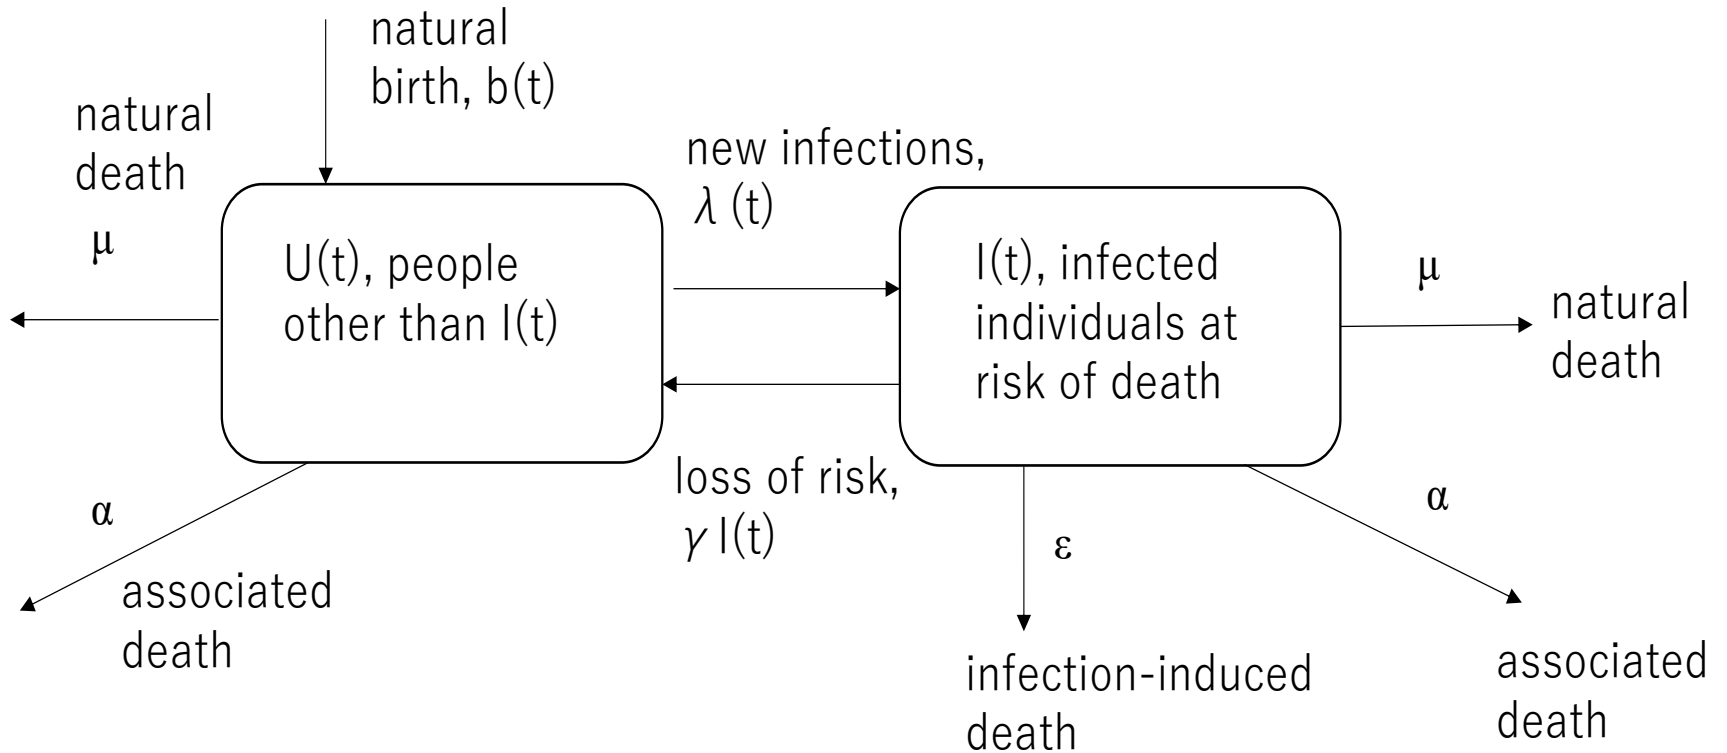 natural
birth, b(t)
natural
death
μ
new infections,
λ (t)
U(t), people
other than I(t)
I(t), infected
individuals at
risk of death
μ
natural
death
loss of risk,
γ I(t)
α
associated
death
ε
infection-induced
death
α
associated
death